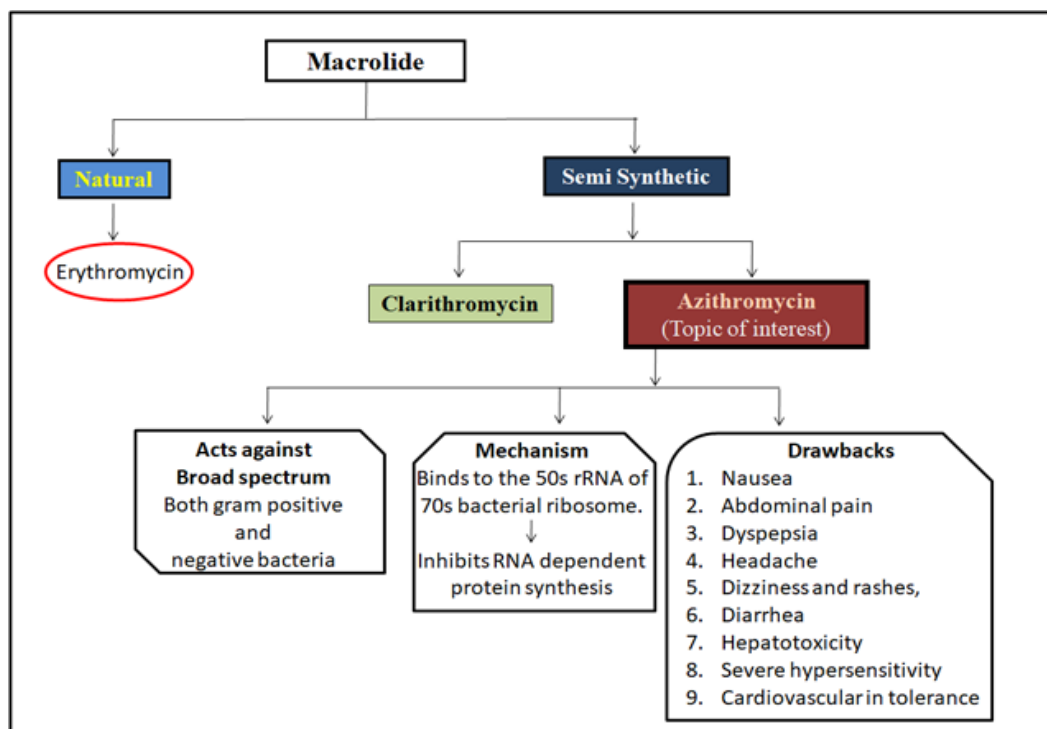 Macrolide
Natural
Semi Synthetic
Erythromycin
Clarithromycin
Azithromycin
(Topic of interest)
Acts against
Broad spectrum
Both gram positive
and
negative bacteria
Mechanism
Binds to the 50s rRNA of
70s bacterial ribosome.
Inhibits RNA dependent
protein synthesis
Drawbacks
1. Nausea
2. Abdominal pain
3. Dyspepsia
4. Headache
5. Dizziness and rashes,
6. Diarrhea
7. Hepatotoxicity
8. Severe hypersensitivity
9. Cardiovascular in tolerance